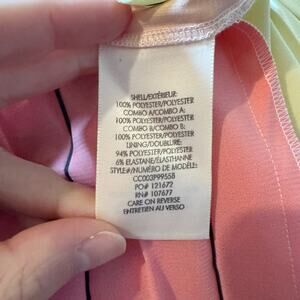 SHELL/EXTÉRIEUR:
100% POLYESTER/POLYESTER
COMBO A/COMBO A:
100% POLYESTER/POLYESTER
COMBO B/COMBO B:
100% POLYESTER/POLYESTER
LINING/DOUBLURE:
94% POLYESTER/POLYESTER
6% ELASTANE/ÉLASTHANNE
STYLE#/NUMÉRO DE MODÈLE:
CC003P99558
PO# 121672
RN# 107677
CARE ON REVERSE
ENTRETIEN AU VERSO